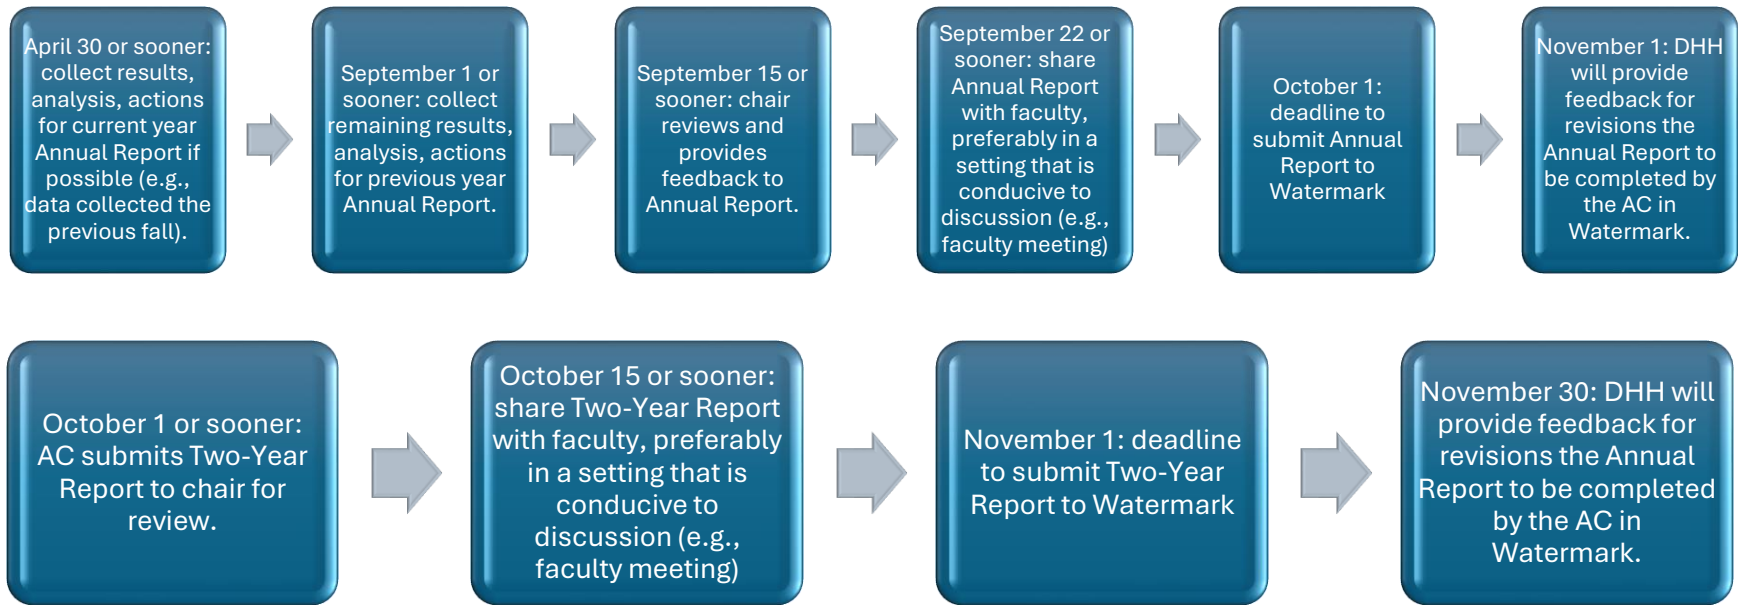 April 30 or sooner:
collect results,
analysis, actions
for current year
Annual Report if
possible (e.g.,
data collected the
previous fall).
September 1 or
sooner: collect
remaining results,
analysis, actions
for previous year
Annual Report.
September 15 or
sooner: chair
reviews and
provides
feedback to
Annual Report.
September 22 or
sooner: share
Annual Report
with faculty,
preferably in a
setting that is
conducive to
discussion (e.g.,
faculty meeting)
October 1:
deadline to
submit Annual
Report to
Watermark
November 1: DHH
will provide
feedback for
revisions the
Annual Report to
be completed by
the AC in
Watermark.
October 1 or sooner:
AC submits Two-Year
Report to chair for
review.
October 15 or sooner:
share Two-Year Report
with faculty, preferably
in a setting that is
conducive to
discussion (e.g.,
faculty meeting)
November 1: deadline
to submit Two-Year
Report to Watermark
November 30: DHH will
provide feedback for
revisions the Annual
Report to be completed
by the AC in
Watermark.